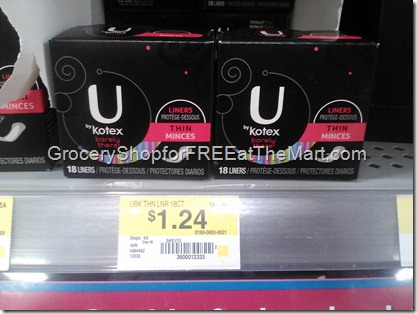 U
by Kotex
barely there
LINERS
PROTÈGE-DESSOUS
THIN
MINCES
18 LINERS / PROTÈGE-DESSOUS / PROTECTORES DIARIOS
U
by Kotex
barely there
LINERS
PROTÈGE-DESSOUS
THIN
MINCES
18 LINERS / PROTÈGE-DESSOUS / PROTECTORES DIARIOS
MINCES
PROTECTORES DIARIOS
GroceryShopforFREEatTheMart.com
UBK THN LNR 18CT
$1.24
3600012333